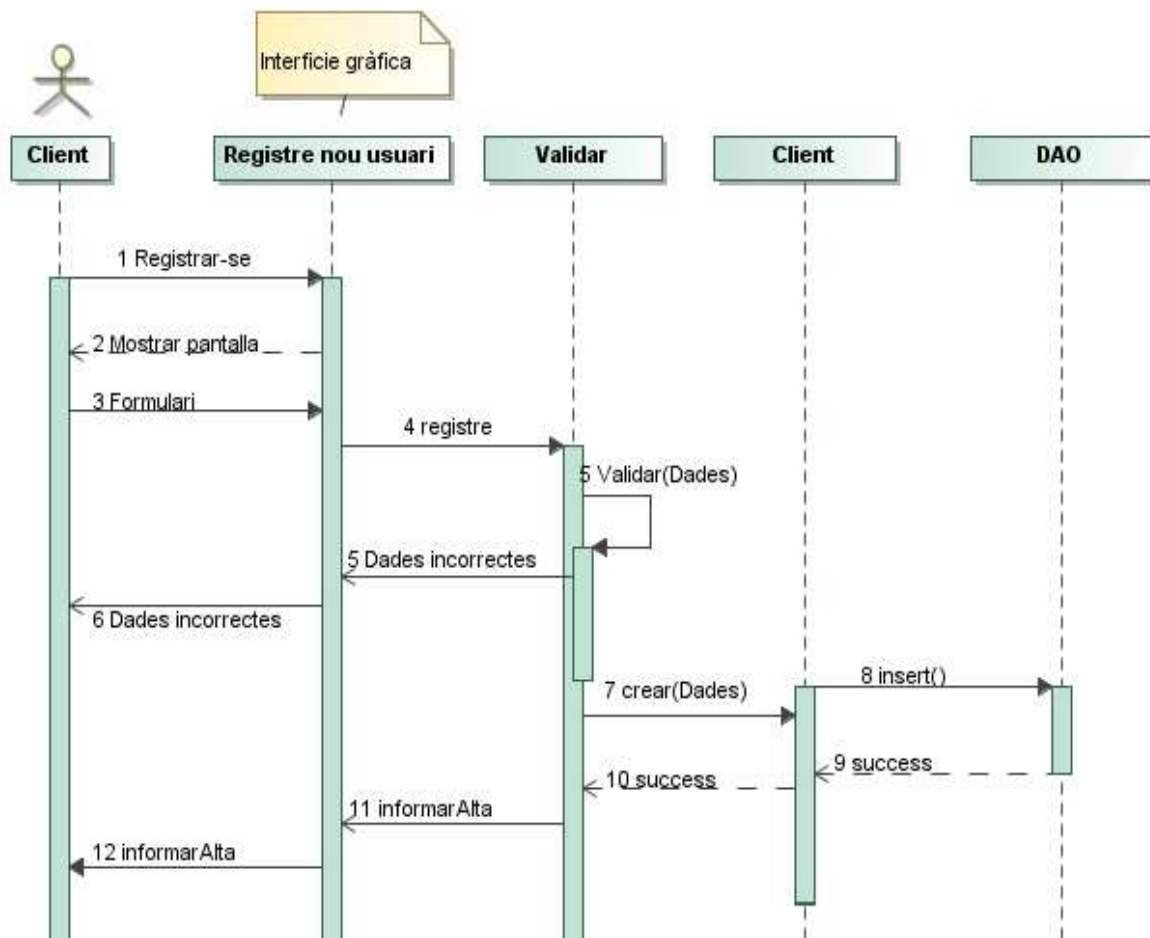 Interfície gràfica
Client
Registre nou usuari
Validar
Client
DAO
1 Registrar-se
2 Mostrar pantalla
3 Formulari
4 registre
5 Validar(Dades)
5 Dades incorrectes
6 Dades incorrectes
7 crear(Dades)
8 insert()
9 success
10 success
11 informarAlta
12 informarAlta